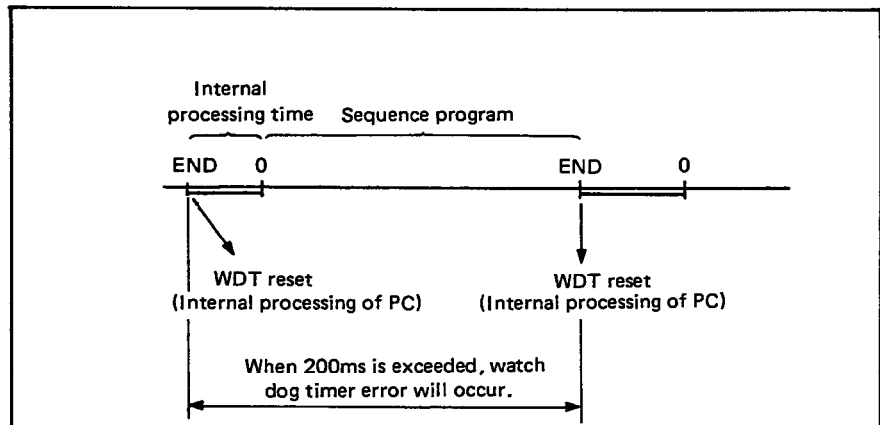 Internal
processing time Sequence program
END 0 END 0
WDT reset
(Internal processing of PC)
WDT reset
(Internal processing of PC)
When 200ms is exceeded, watch
dog timer error will occur.